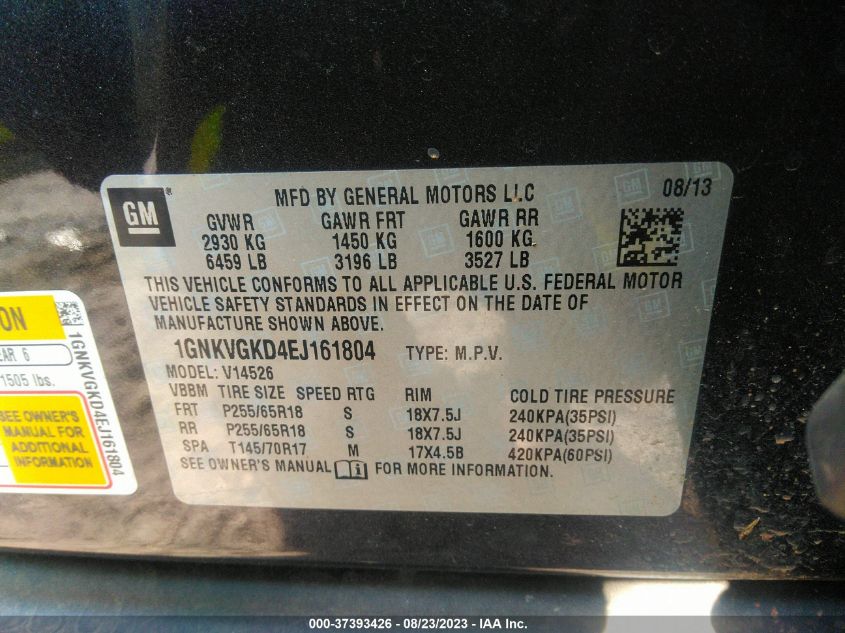 GM
®
MFD BY GENERAL MOTORS LLC
08/13
GVWR GAWR FRT GAWR RR
2930 KG 1450 KG 1600 KG
6459 LB 3196 LB 3527 LB
THIS VEHICLE CONFORMS TO ALL APPLICABLE U.S. FEDERAL MOTOR
VEHICLE SAFETY STANDARDS IN EFFECT ON THE DATE OF
MANUFACTURE SHOWN ABOVE.
1GNKVGKD4EJ161804 TYPE: M.P.V.
MODEL: V14526
VBBM TIRE SIZE SPEED RTG RIM COLD TIRE PRESSURE
FRT P255/65R18 S 18X7.5J 240KPA(35PSI)
RR P255/65R18 S 18X7.5J 240KPA(35PSI)
SPA T145/70R17 M 17X4.5B 420KPA(60PSI)
SEE OWNER'S MANUAL i FOR MORE INFORMATION.
ON
EAR 6
1505 lbs.
SEE OWNER'S
MANUAL FOR
ADDITIONAL
INFORMATION
1GNKVGKD4EJ161804
000-37393426 - 08/23/2023 - IAA Inc.